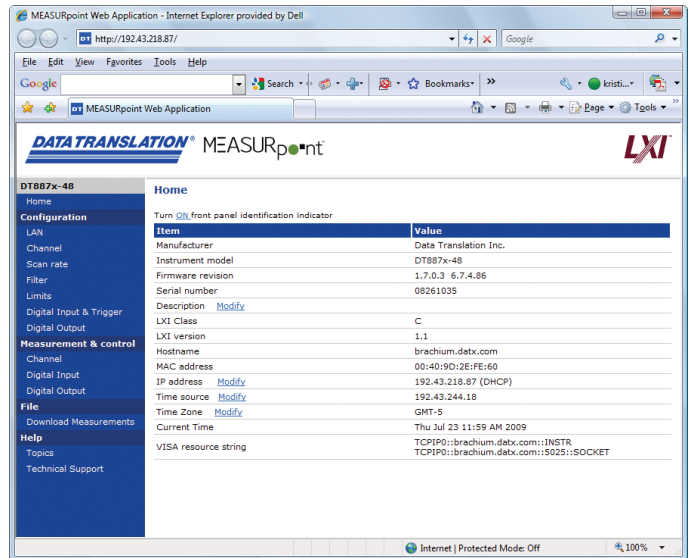 MEASURpoint Web Application - Internet Explorer provided by Dell
DT http://192.43.218.87/ Google
File Edit View Favorites Tools Help
Google Search Bookmarks >> kristi...
DT MEASURpoint Web Application Page Tools >>
DATA TRANSLATION® MEASURpoint LXI
DT887x-48
Home
Configuration
LAN
Channel
Scan rate
Filter
Limits
Digital Input & Trigger
Digital Output
Measurement & control
Channel
Digital Input
Digital Output
File
Download Measurements
Help
Topics
Technical Support
Home
Turn ON front panel identification indicator
Item Value
Manufacturer Data Translation Inc.
Instrument model DT887x-48
Firmware revision 1.7.0.3 6.7.4.86
Serial number 08261035
Description Modify
LXI Class C
LXI version 1.1
Hostname brachium.datx.com
MAC address 00:40:9D:2E:FE:60
IP address Modify 192.43.218.87 (DHCP)
Time source Modify 192.43.244.18
Time Zone Modify GMT-5
Current Time Thu Jul 23 11:59 AM 2009
VISA resource string TCPIP0::brachium.datx.com::INSTR
TCPIP0::brachium.datx.com::5025::SOCKET
Internet | Protected Mode: Off 100%